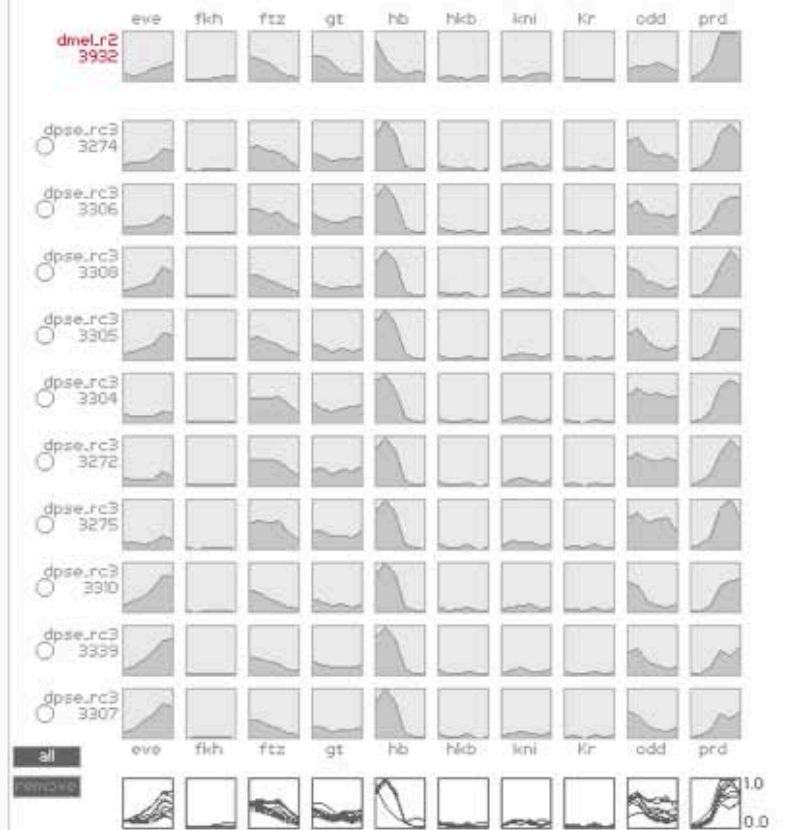 eve fkh ftz gt hb hkb kni Kr odd prd
dmel_r2
3932
dpse_rc3
3274
dpse_rc3
3306
dpse_rc3
3308
dpse_rc3
3305
dpse_rc3
3304
dpse_rc3
3272
dpse_rc3
3275
dpse_rc3
3310
dpse_rc3
3339
dpse_rc3
3307
all
eve fkh ftz gt hb hkb kni Kr odd prd
remove
1.0
0.0